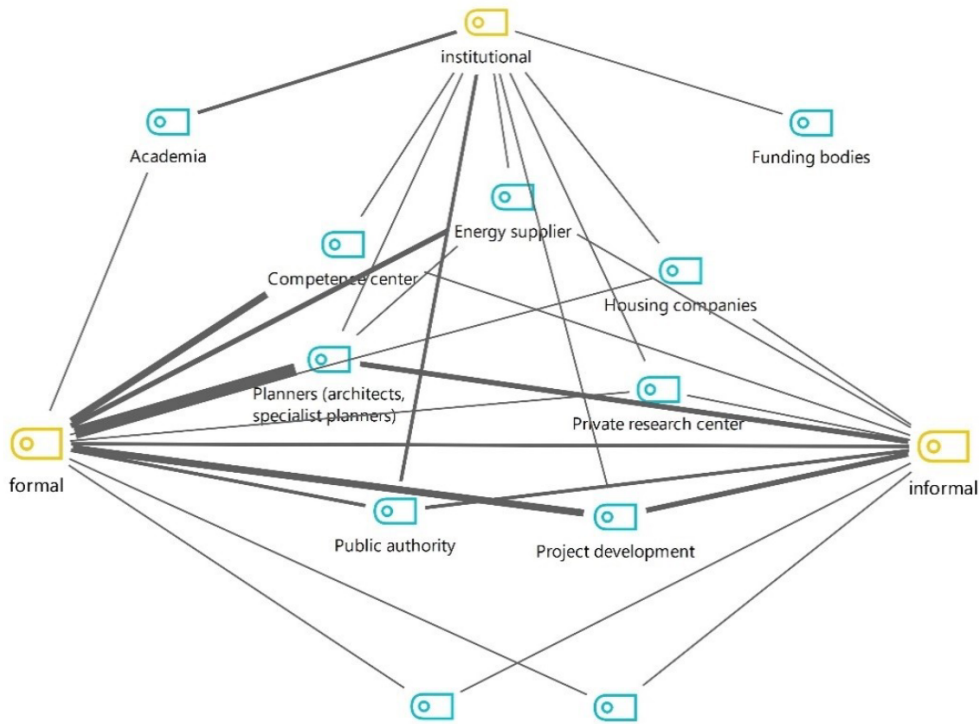 institutional
Academia
Funding bodies
Energy supplier
Competence center
Housing companies
Planners (architects,
specialist planners)
Private research center
formal
informal
Public authority
Project development